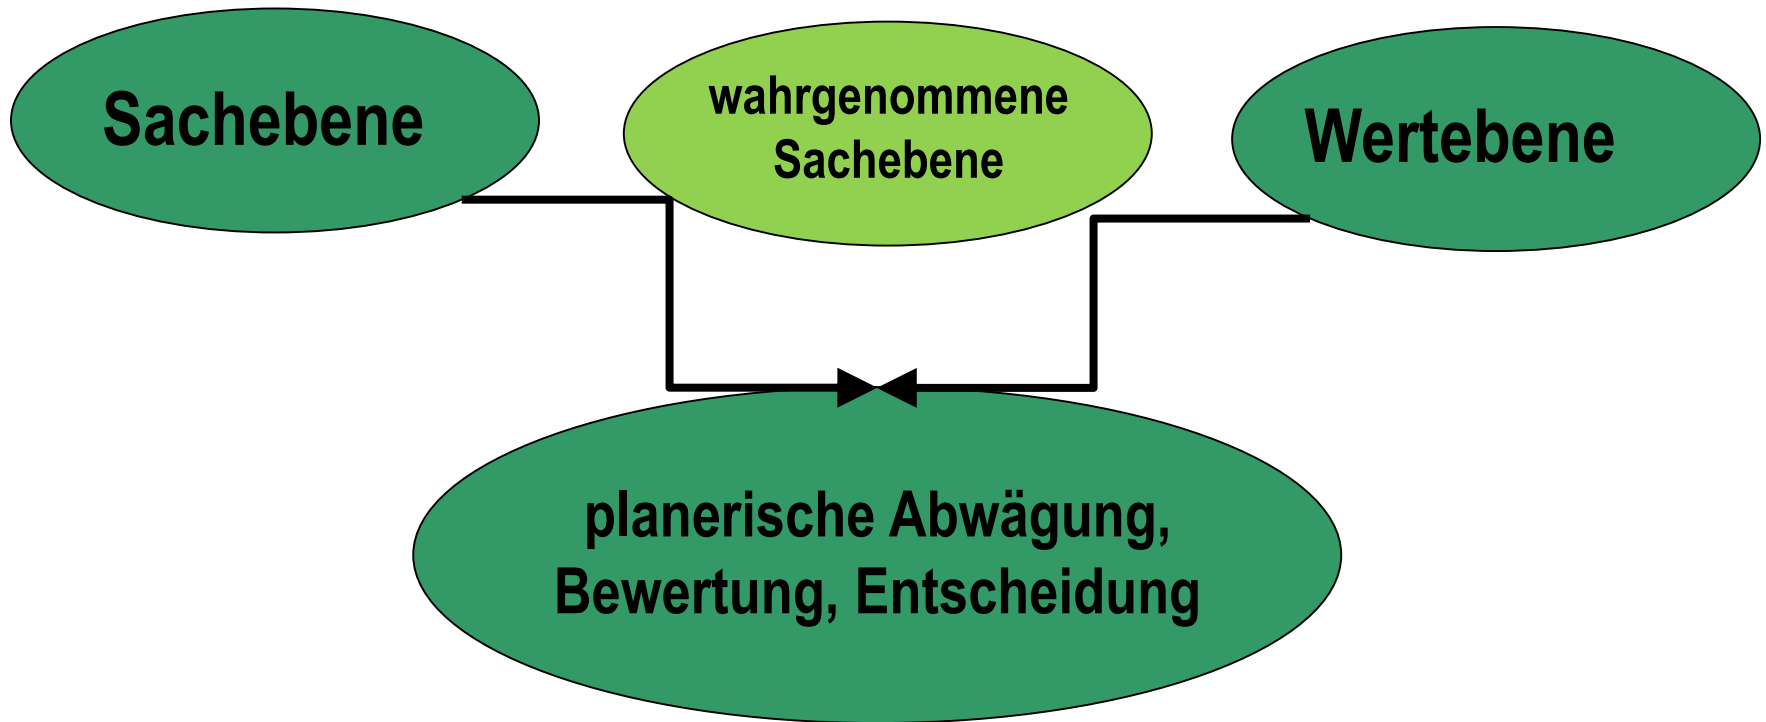 Sachebene
wahrgenommene
Sachebene
Wertebene
planerische Abwägung,
Bewertung, Entscheidung